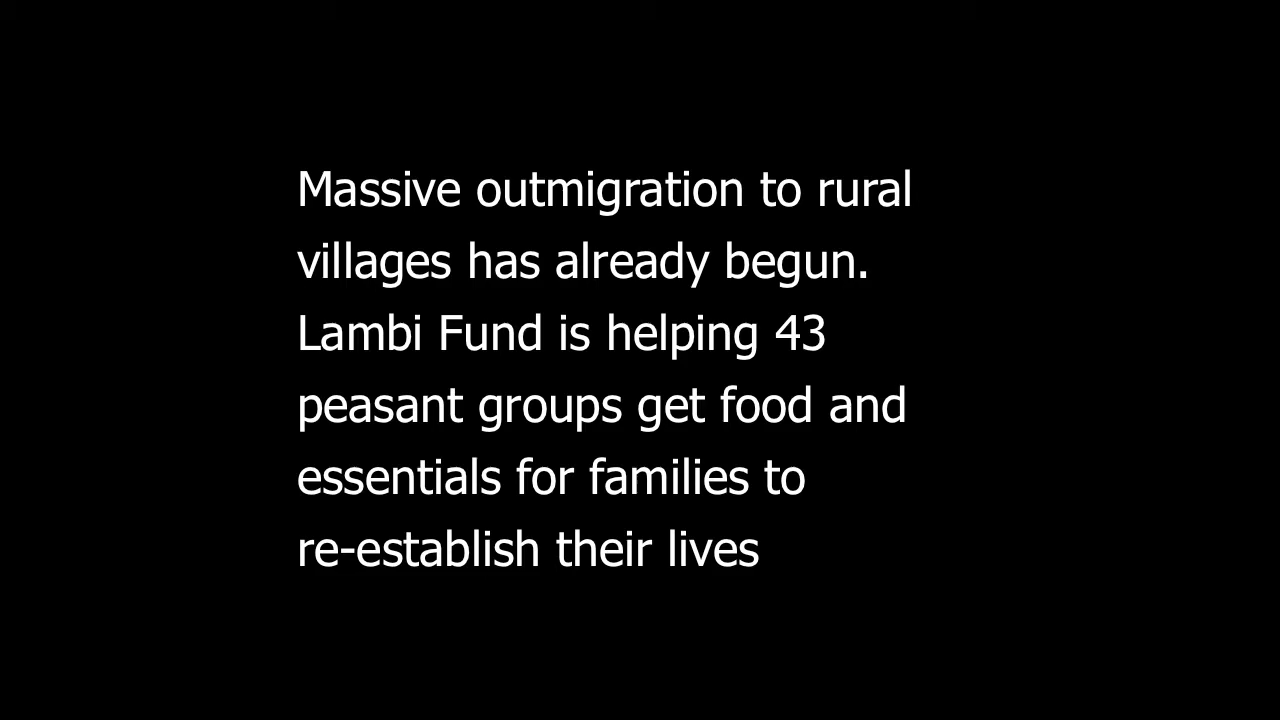 Massive outmigration to rural
villages has already begun.
Lambi Fund is helping 43
peasant groups get food and
essentials for families to
re-establish their lives